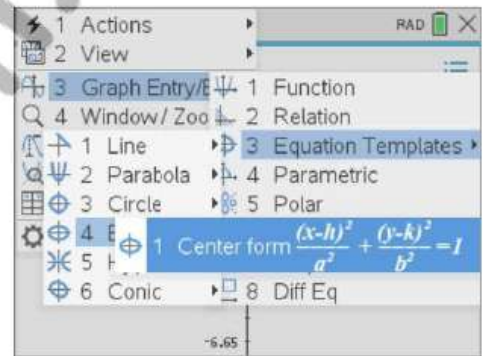 1 Actions
RAD
2 View
3 Graph Entry/E
1 Function
4 Window / Zoo
2 Relation
1 Line
3 Equation Templates
2 Parabola
4 Parametric
3 Circle
5 Polar
4 E
1 Center form (x-h)²/a² + (y-k)²/b² =1
5 H
6 Conic
8 Diff Eq
-6.65